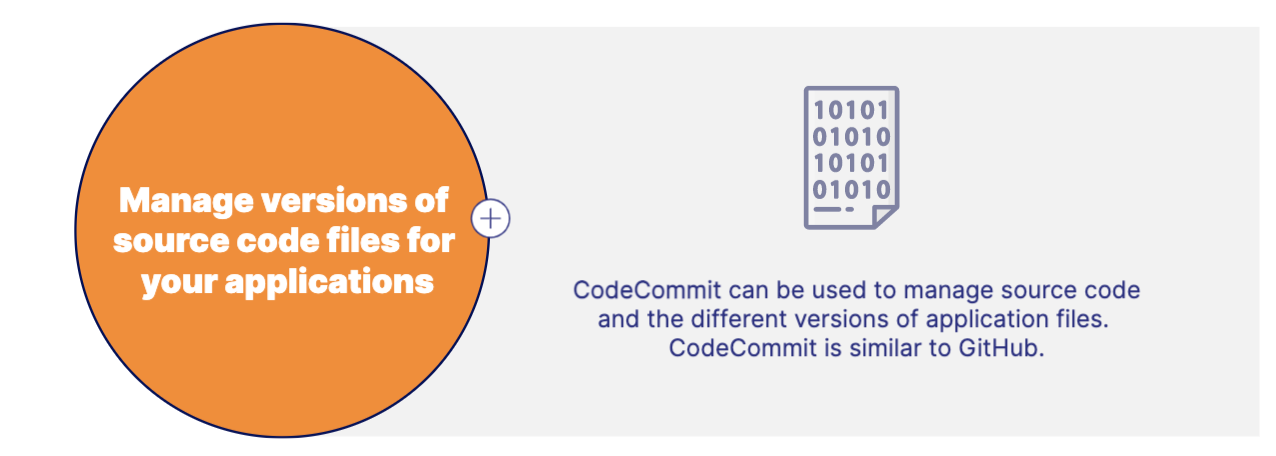 Manage versions of
source code files for
your applications
10101
01010
10101
01010
CodeCommit can be used to manage source code
and the different versions of application files.
CodeCommit is similar to GitHub.